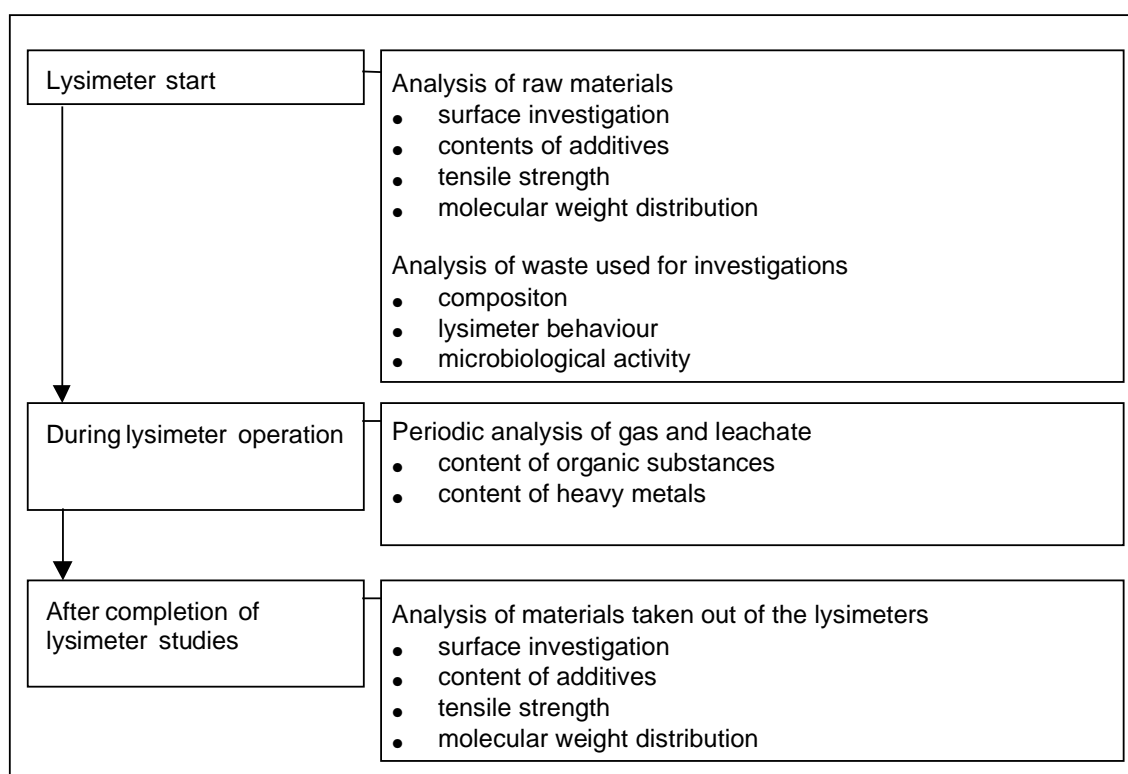 Lysimeter start
Analysis of raw materials
● surface investigation
● contents of additives
● tensile strength
● molecular weight distribution
Analysis of waste used for investigations
● compositon
● lysimeter behaviour
● microbiological activity
During lysimeter operation
Periodic analysis of gas and leachate
● content of organic substances
● content of heavy metals
After completion of
lysimeter studies
Analysis of materials taken out of the lysimeters
● surface investigation
● content of additives
● tensile strength
● molecular weight distribution